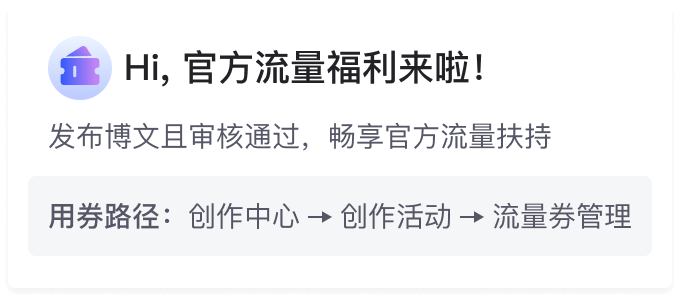 Hi, 官方流量福利来啦！
发布博文且审核通过，畅享官方流量扶持
用券路径：创作中心 → 创作活动 → 流量券管理